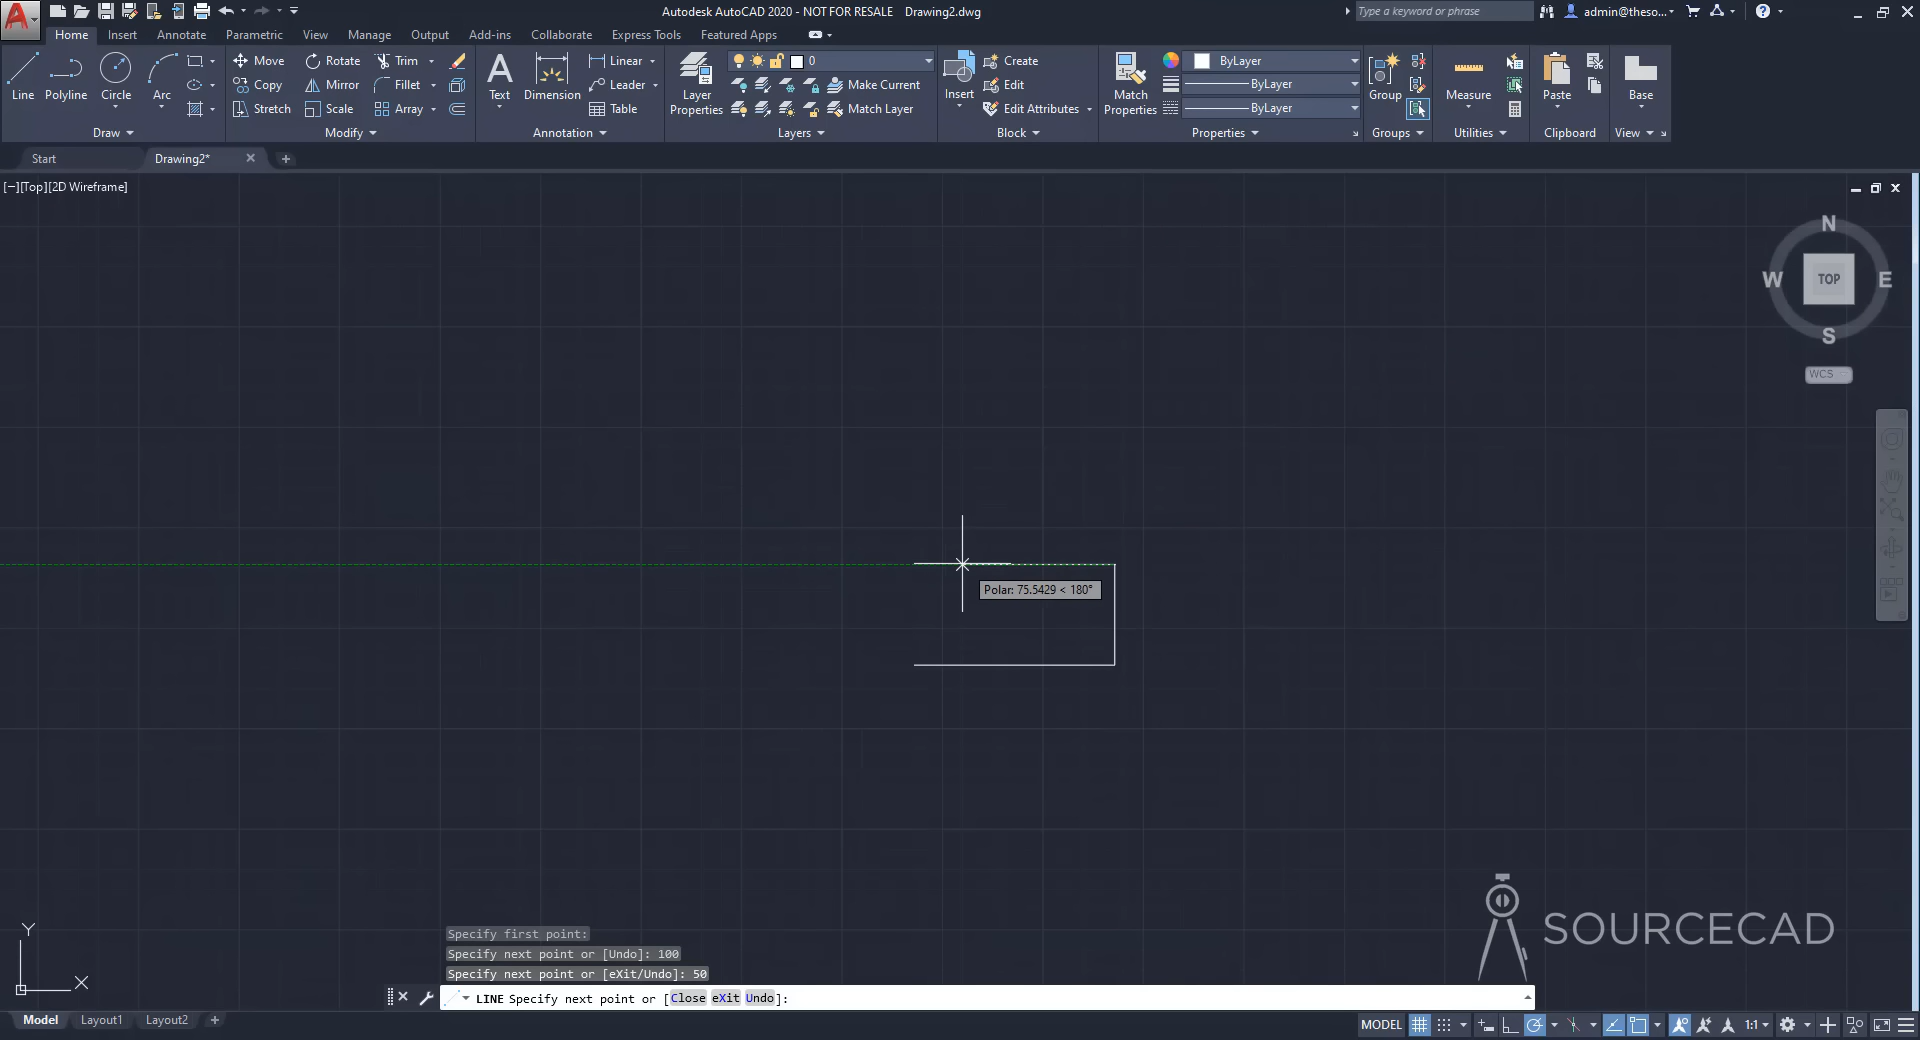 Autodesk AutoCAD 2020 - NOT FOR RESALE Drawing2.dwg
Type a keyword or phrase
admin@theso...
Home Insert Annotate Parametric View Manage Output Add-ins Collaborate Express Tools Featured Apps
Line Polyline Circle Arc
Draw
Move Rotate Trim
Copy Mirror Fillet
Stretch Scale Array
Modify
Text Dimension
Linear
Leader
Table
Annotation
Layer Properties
0
Make Current
Match Layer
Layers
Insert
Create
Edit
Edit Attributes
Block
Match Properties
ByLayer
ByLayer
ByLayer
Properties
Group
Groups
Measure
Utilities
Paste
Clipboard
Base
View
Start Drawing2*
[−][Top][2D Wireframe]
N
W TOP E
S
WCS
Polar: 75.5429 < 180°
SOURCECAD
Y
X
Specify first point:
Specify next point or [Undo]: 100
Specify next point or [eXit/Undo]: 50
LINE Specify next point or [Close eXit Undo]:
Model Layout1 Layout2
MODEL 1:1